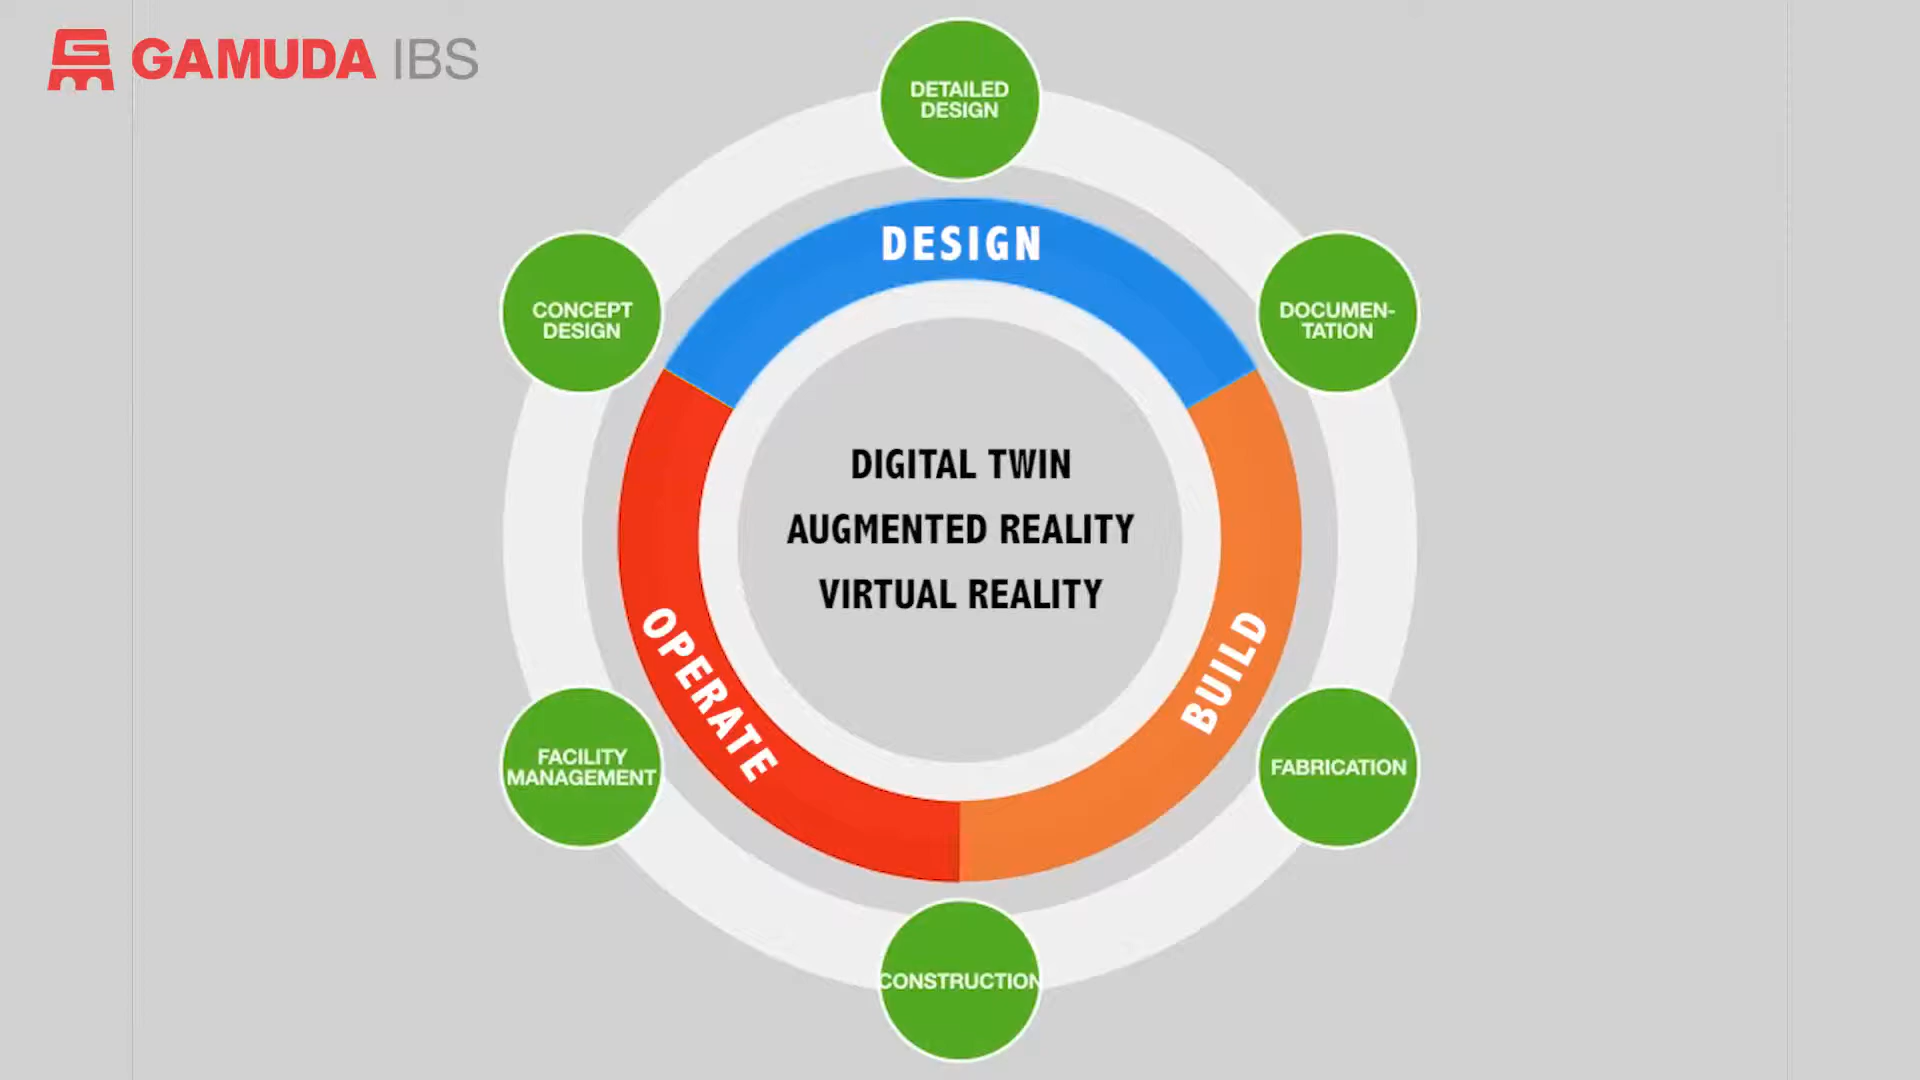 GAMUDA IBS
DETAILED
DESIGN
DESIGN
CONCEPT
DESIGN
DOCUMEN-
TATION
DIGITAL TWIN
AUGMENTED REALITY
VIRTUAL REALITY
OPERATE
BUILD
FACILITY
MANAGEMENT
FABRICATION
CONSTRUCTION